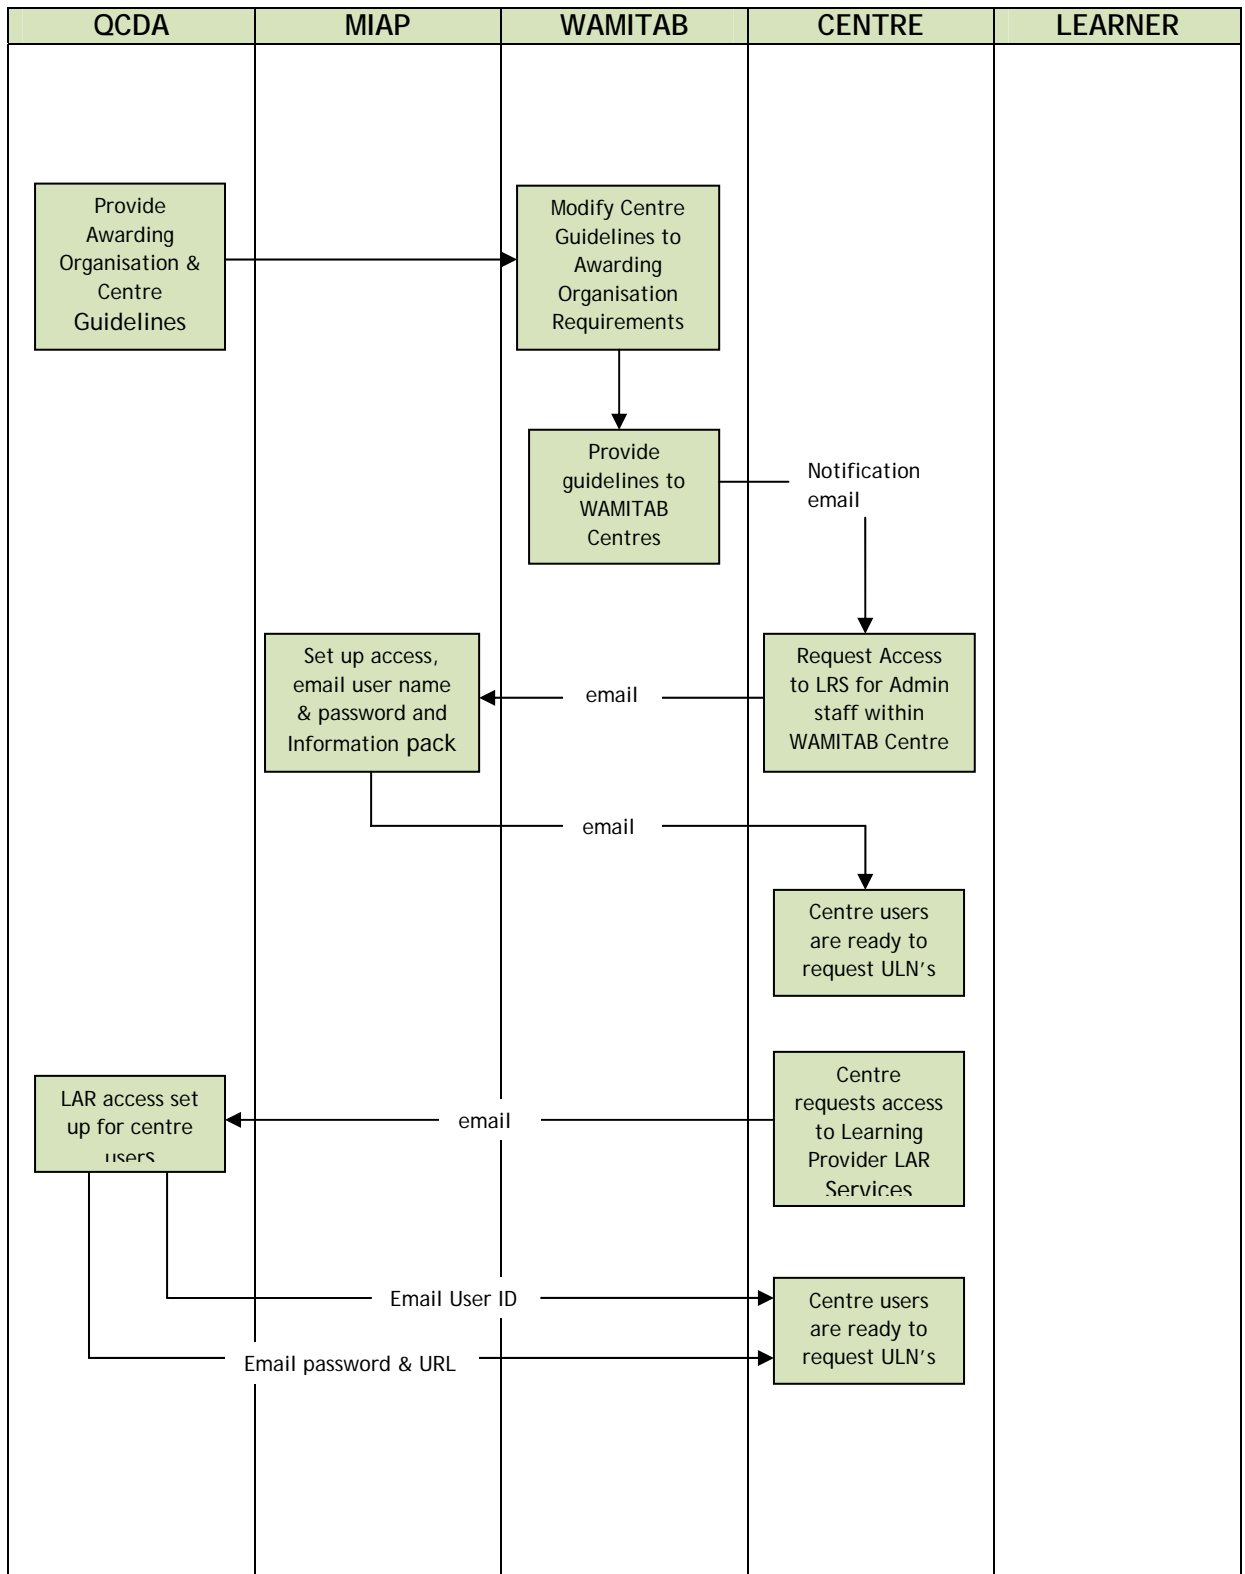 QCDA MIAP WAMITAB CENTRE LEARNER
Provide
Awarding
Organisation &
Centre
Guidelines
Modify Centre
Guidelines to
Awarding
Organisation
Requirements
Provide
guidelines to
WAMITAB
Centres
Notification
email
Set up access,
email user name
& password and
Information pack
email
Request Access
to LRS for Admin
staff within
WAMITAB Centre
email
Centre users
are ready to
request ULN's
LAR access set
up for centre
users
email
Centre
requests access
to Learning
Provider LAR
Services
Email User ID
Email password & URL
Centre users
are ready to
request ULN's